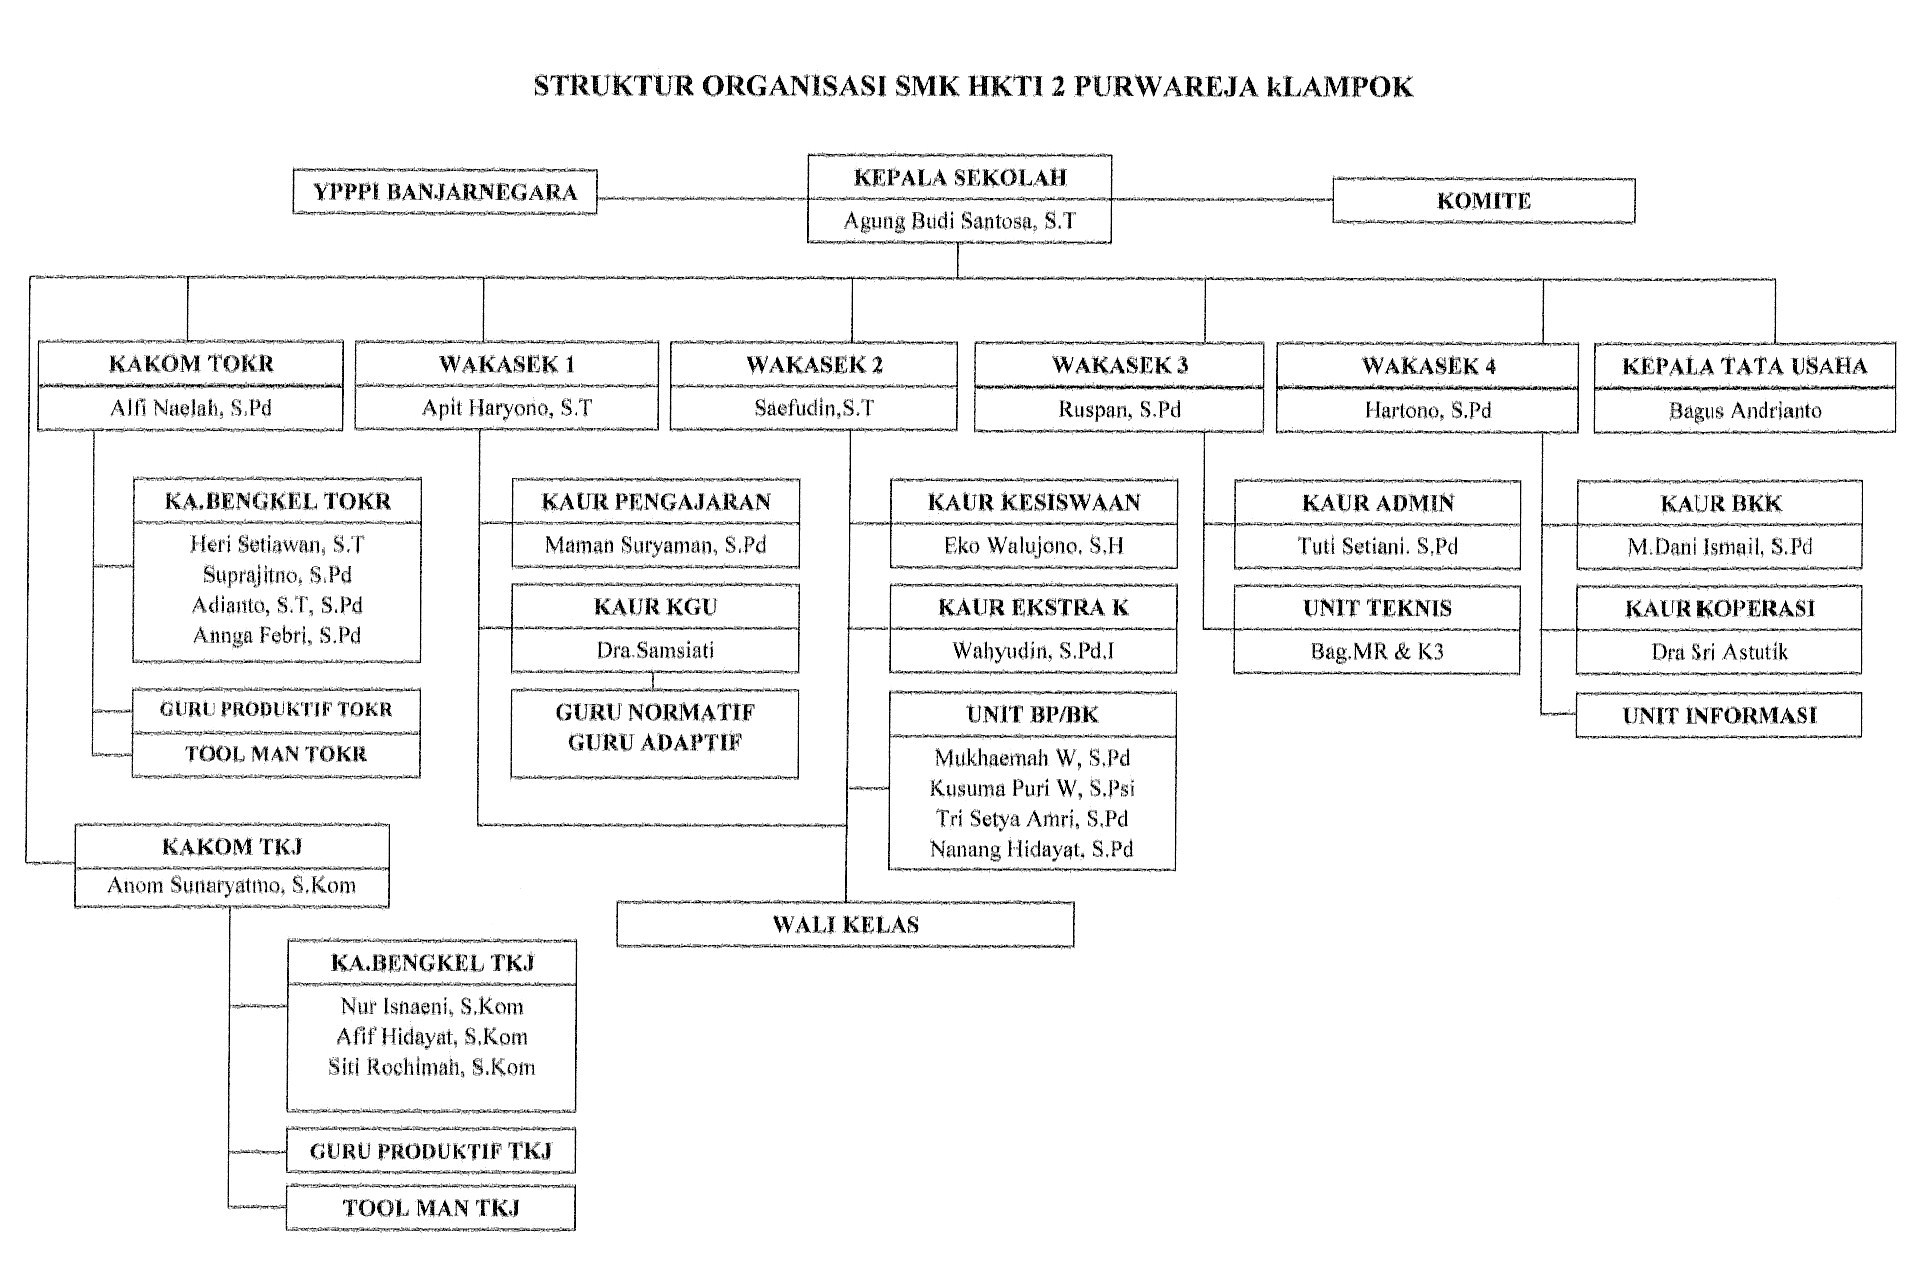 STRUKTUR ORGANISASI SMK HKTI 2 PURWAREJA kLAMPOK
YPPPI BANJARNEGARA
KEPALA SEKOLAH
Agung Budi Santosa, S.T
KOMITE
KAKOM TOKR
Alfi Naelah, S.Pd
WAKASEK 1
Apit Haryono, S.T
WAKASEK 2
Saefudin,S.T
WAKASEK 3
Ruspan, S.Pd
WAKASEK 4
Hartono, S.Pd
KEPALA TATA USAHA
Bagus Andrianto
KA.BENGKEL TOKR
Heri Setiawan, S.T
Suprajitno, S.Pd
Adianto, S.T, S.Pd
Annga Febri, S.Pd
GURU PRODUKTIF TOKR
TOOL MAN TOKR
KAUR PENGAJARAN
Maman Suryaman, S.Pd
KAUR KGU
Dra.Samsiati
GURU NORMATIF
GURU ADAPTIF
KAUR KESISWAAN
Eko Walujono, S.H
KAUR EKSTRA K
Wahyudin, S.Pd.I
UNIT BP/BK
Mukhaemah W, S.Pd
Kusuma Puri W, S.Psi
Tri Setya Amri, S.Pd
Nanang Hidayat, S.Pd
KAUR ADMIN
Tuti Setiani. S.Pd
UNIT TEKNIS
Bag.MR & K3
KAUR BKK
M.Dani Ismail, S.Pd
KAUR KOPERASI
Dra Sri Astutik
UNIT INFORMASI
KAKOM TKJ
Anom Sunaryatmo, S.Kom
WALI KELAS
KA.BENGKEL TKJ
Nur Isnaeni, S.Kom
Afif Hidayat, S.Kom
Siti Rochimah, S.Kom
GURU PRODUKTIF TKJ
TOOL MAN TKJ